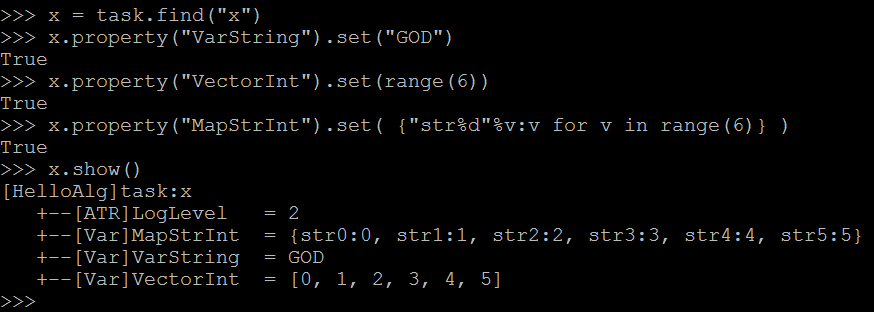 >>> x = task.find("x")
>>> x.property("VarString").set("GOD")
True
>>> x.property("VectorInt").set(range(6))
True
>>> x.property("MapStrInt").set( {"str%d"%v:v for v in range(6)} )
True
>>> x.show()
[HelloAlg]task:x
   +--[ATR]LogLevel   = 2
   +--[Var]MapStrInt  = {str0:0, str1:1, str2:2, str3:3, str4:4, str5:5}
   +--[Var]VarString  = GOD
   +--[Var]VectorInt  = [0, 1, 2, 3, 4, 5]
>>>